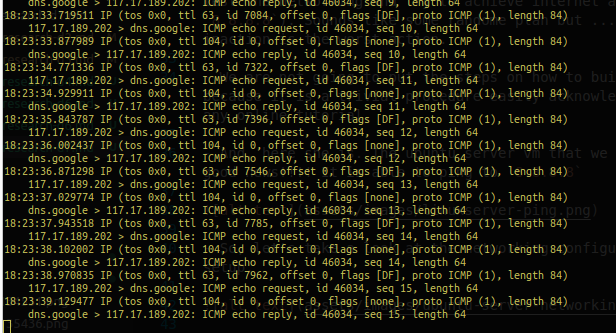 dns.google > 117.17.189.202: ICMP echo reply, id 46034, seq 9, length 64
18:23:33.719511 IP (tos 0x0, ttl 63, id 7084, offset 0, flags [DF], proto ICMP (1), length 84)
117.17.189.202 > dns.google: ICMP echo request, id 46034, seq 10, length 64
18:23:33.877989 IP (tos 0x0, ttl 104, id 0, offset 0, flags [none], proto ICMP (1), length 84)
dns.google > 117.17.189.202: ICMP echo reply, id 46034, seq 10, length 64
18:23:34.771336 IP (tos 0x0, ttl 63, id 7322, offset 0, flags [DF], proto ICMP (1), length 84)
117.17.189.202 > dns.google: ICMP echo request, id 46034, seq 11, length 64
18:23:34.929911 IP (tos 0x0, ttl 104, id 0, offset 0, flags [none], proto ICMP (1), length 84)
dns.google > 117.17.189.202: ICMP echo reply, id 46034, seq 11, length 64
18:23:35.843787 IP (tos 0x0, ttl 63, id 7396, offset 0, flags [DF], proto ICMP (1), length 84)
117.17.189.202 > dns.google: ICMP echo request, id 46034, seq 12, length 64
18:23:36.002437 IP (tos 0x0, ttl 104, id 0, offset 0, flags [none], proto ICMP (1), length 84)
dns.google > 117.17.189.202: ICMP echo reply, id 46034, seq 12, length 64
18:23:36.871298 IP (tos 0x0, ttl 63, id 7546, offset 0, flags [DF], proto ICMP (1), length 84)
117.17.189.202 > dns.google: ICMP echo request, id 46034, seq 13, length 64
18:23:37.029774 IP (tos 0x0, ttl 104, id 0, offset 0, flags [none], proto ICMP (1), length 84)
dns.google > 117.17.189.202: ICMP echo reply, id 46034, seq 13, length 64
18:23:37.943518 IP (tos 0x0, ttl 63, id 7785, offset 0, flags [DF], proto ICMP (1), length 84)
117.17.189.202 > dns.google: ICMP echo request, id 46034, seq 14, length 64
18:23:38.102002 IP (tos 0x0, ttl 104, id 0, offset 0, flags [none], proto ICMP (1), length 84)
dns.google > 117.17.189.202: ICMP echo reply, id 46034, seq 14, length 64
18:23:38.970835 IP (tos 0x0, ttl 63, id 7962, offset 0, flags [DF], proto ICMP (1), length 84)
117.17.189.202 > dns.google: ICMP echo request, id 46034, seq 15, length 64
18:23:39.129477 IP (tos 0x0, ttl 104, id 0, offset 0, flags [none], proto ICMP (1), length 84)
dns.google > 117.17.189.202: ICMP echo reply, id 46034, seq 15, length 64
5436.png 43